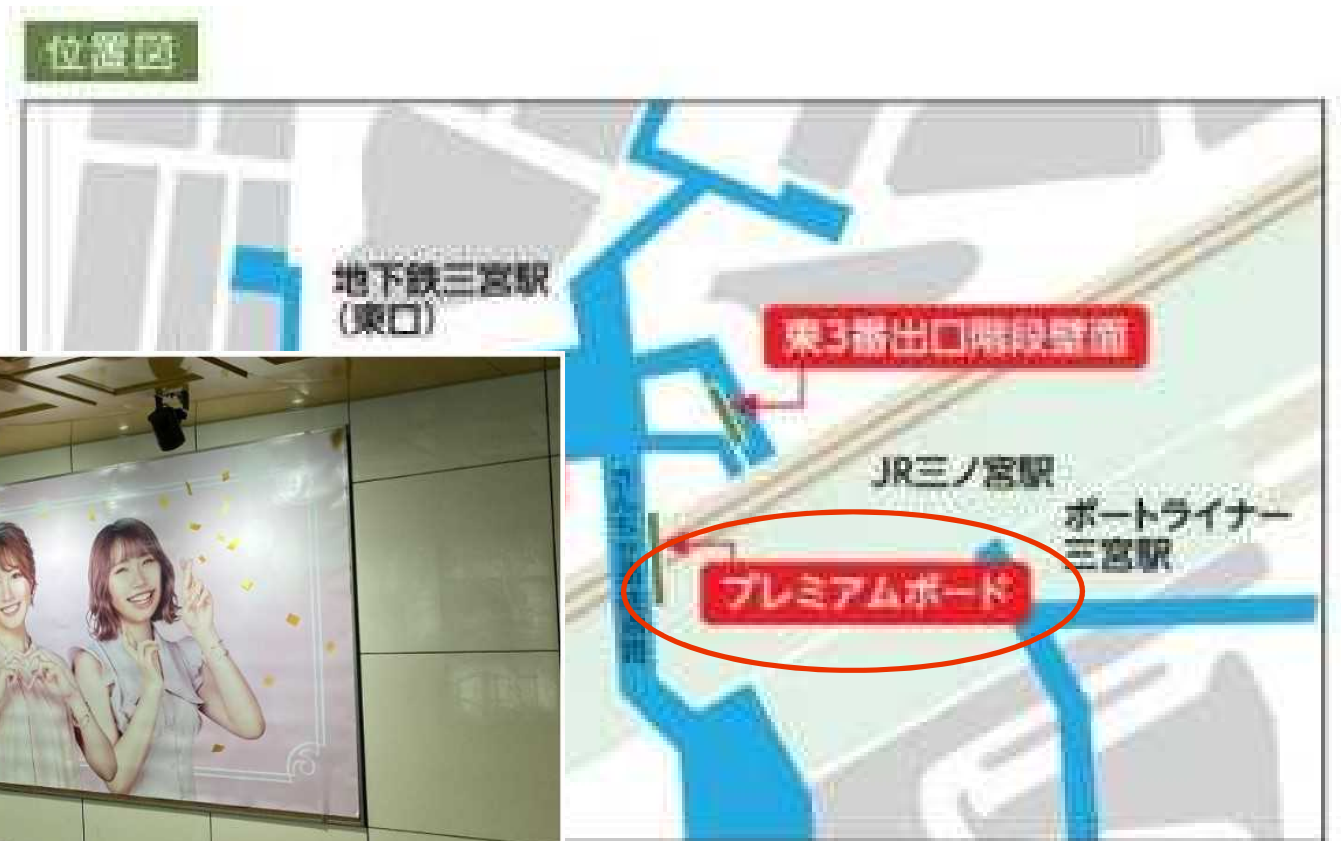 位置図
地下鉄三宮駅
(東口)
東3番出口階段壁面
JR三ノ宮駅
ポートライナー
三宮駅
プレミアムボード